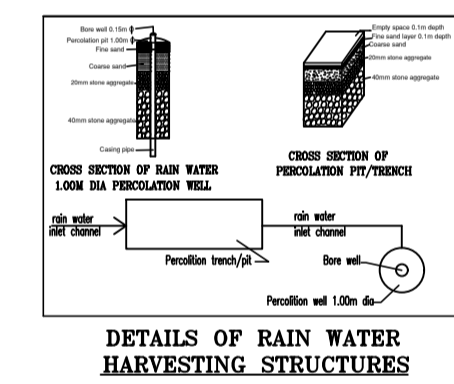 Bore well 0.15m ϕ
Percolation pit 1.00m ϕ
Fine sand
Coarse sand
20mm stone aggregate
40mm stone aggregate
Casing pipe
CROSS SECTION OF RAIN WATER
1.00M DIA PERCOLATION WELL
Empty space 0.1m depth
Fine sand layer 0.1m depth
Coarse sand
20mm stone aggregate
40mm stone aggregate
CROSS SECTION OF
PERCOLATION PIT/TRENCH
rain water
inlet channel
Percolition trench/pit
rain water
inlet channel
Bore well
Percolition well 1.00m dia
DETAILS OF RAIN WATER
HARVESTING STRUCTURES